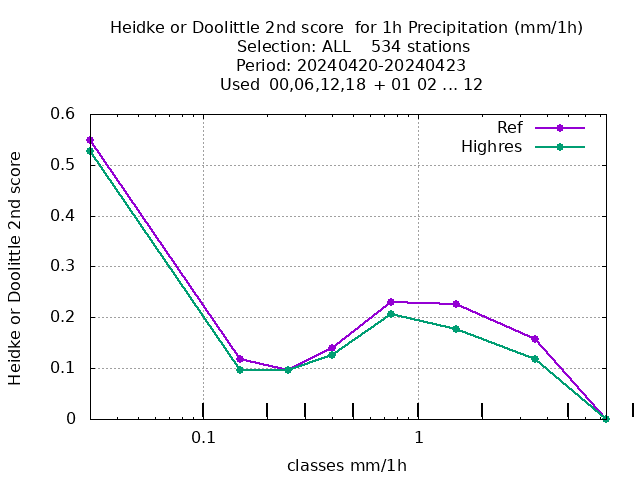 Heidke or Doolittle 2nd score  for 1h Precipitation (mm/1h)
Selection: ALL    534 stations
Period: 20240420-20240423
Used  00,06,12,18  + 01 02 ... 12
Ref
Highres
0.6
0.5
0.4
0.3
0.2
0.1
0
Heidke or Doolittle 2nd score
0.1
1
classes mm/1h